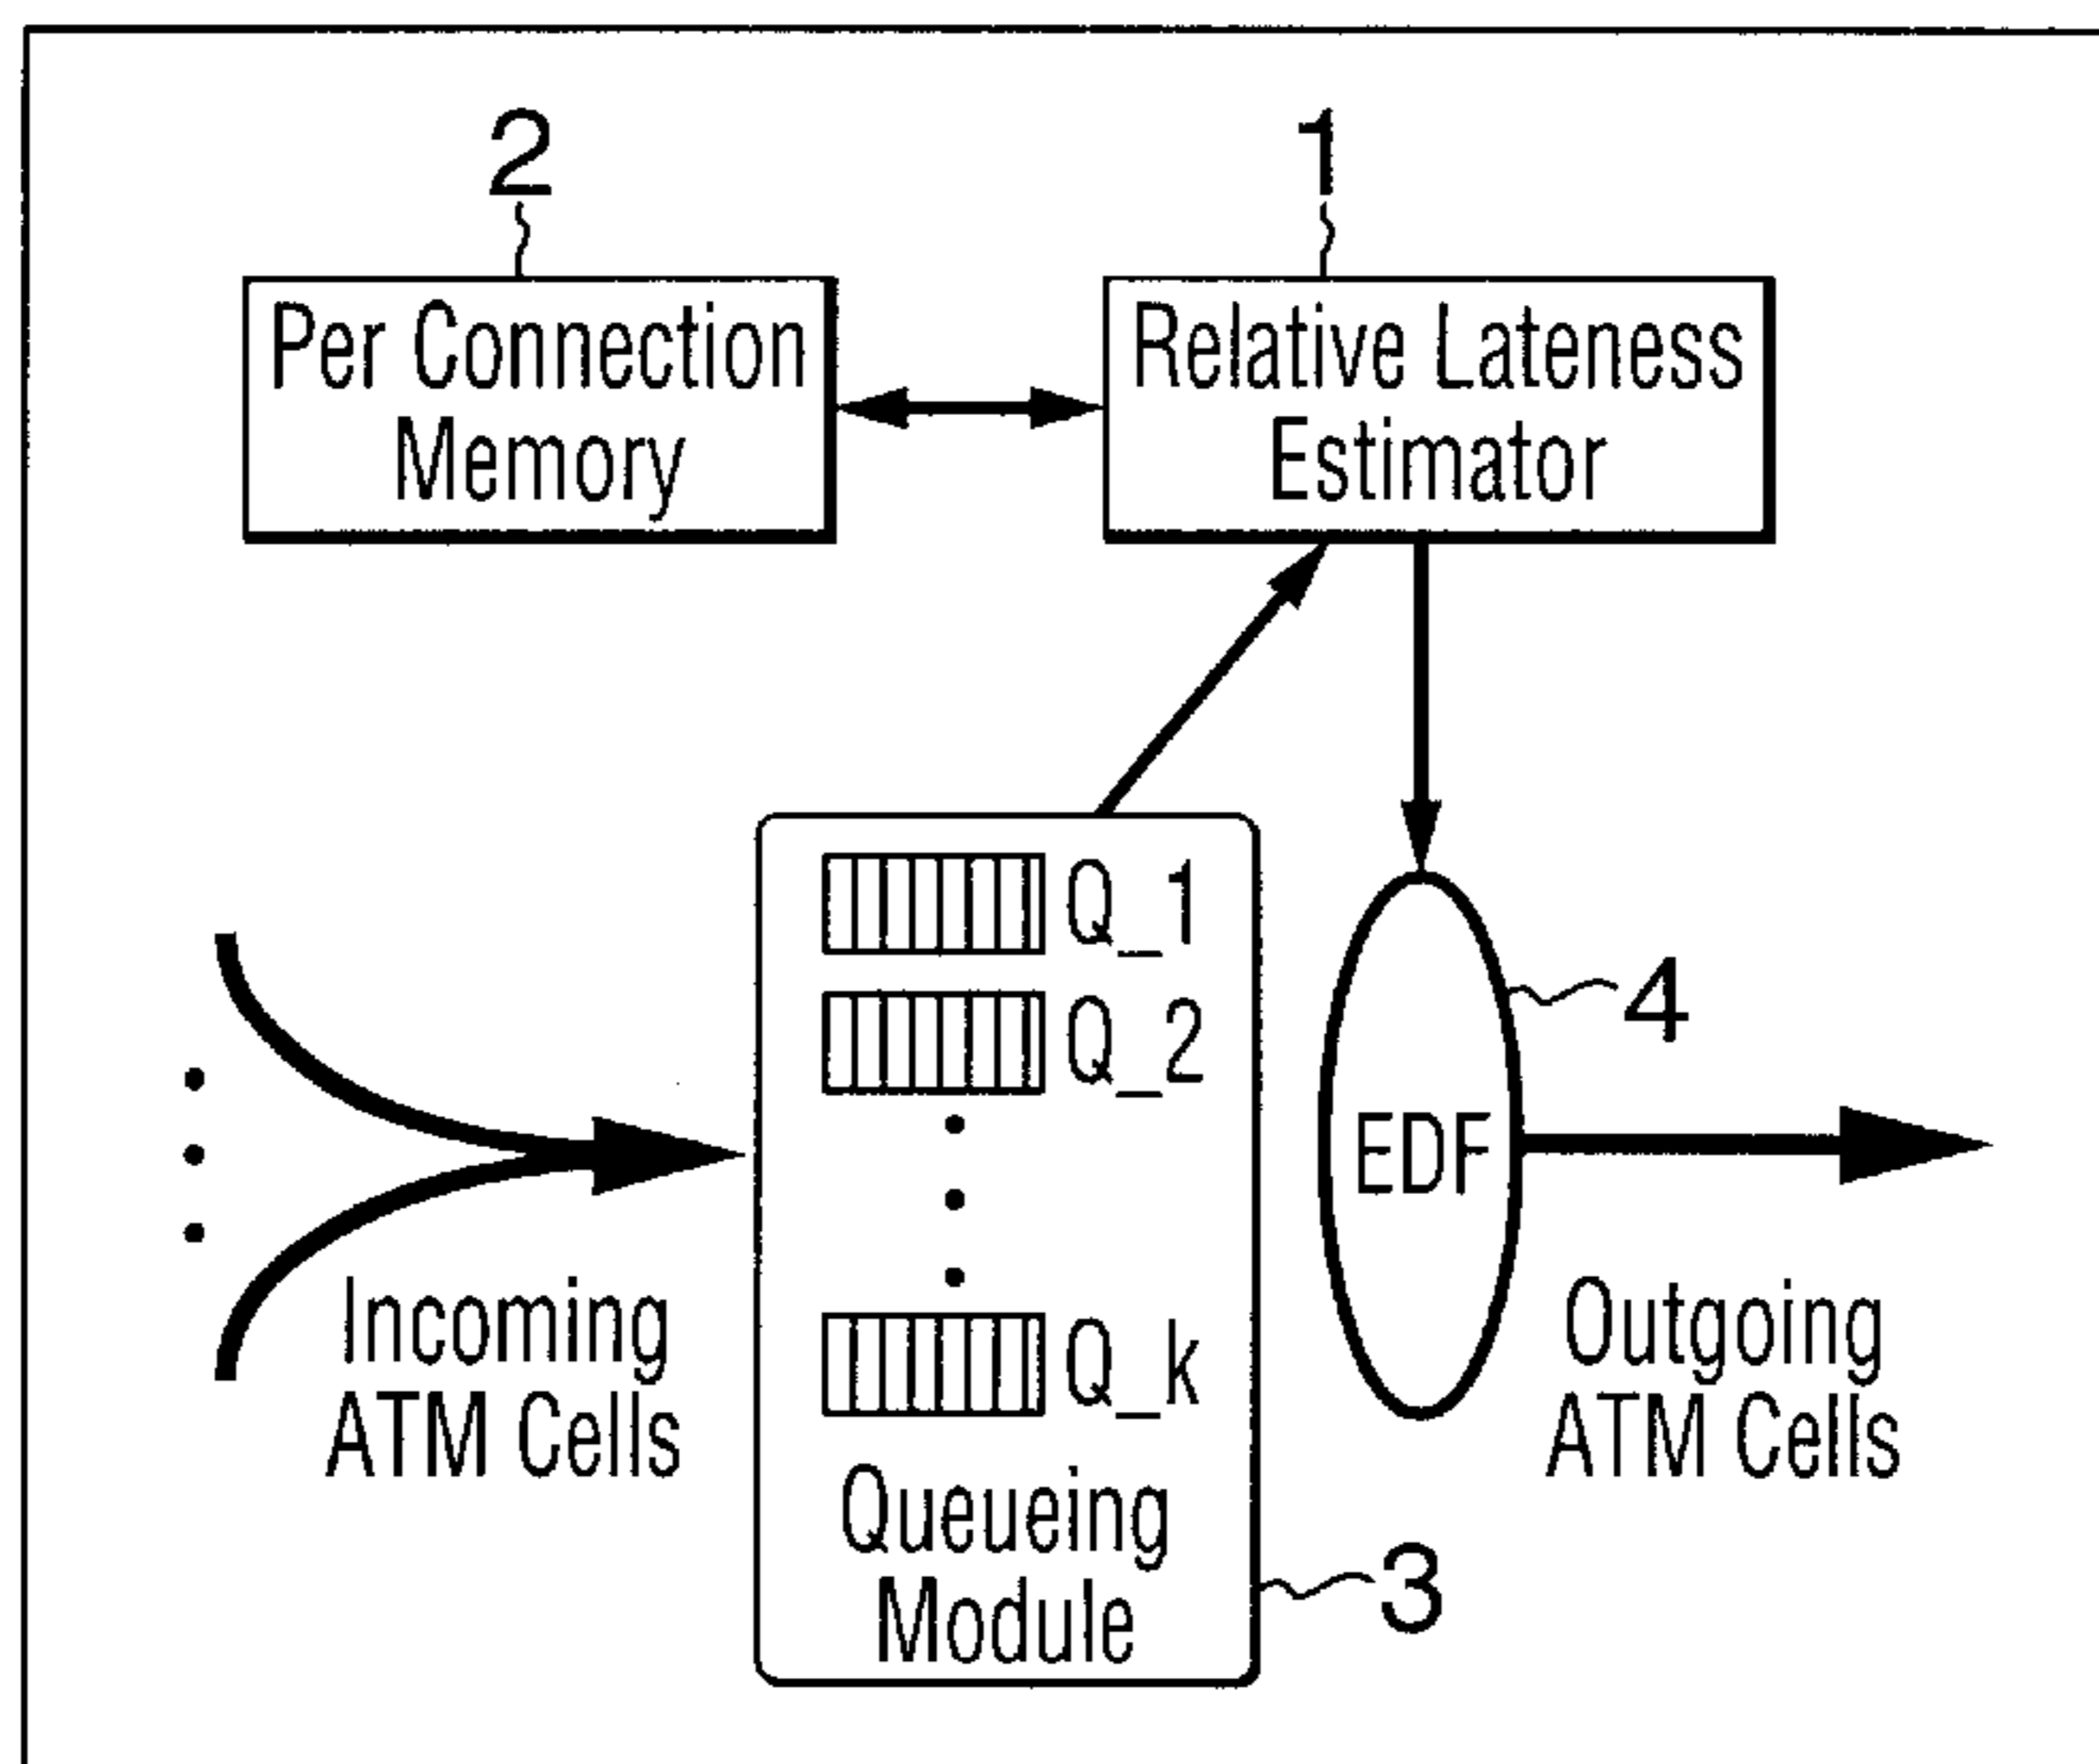 2
1
Per Connection
Memory
Relative Lateness
Estimator
Q_1
Q_2
4
EDF
Incoming
ATM Cells
Q_k
Outgoing
ATM Cells
Queueing
Module
3